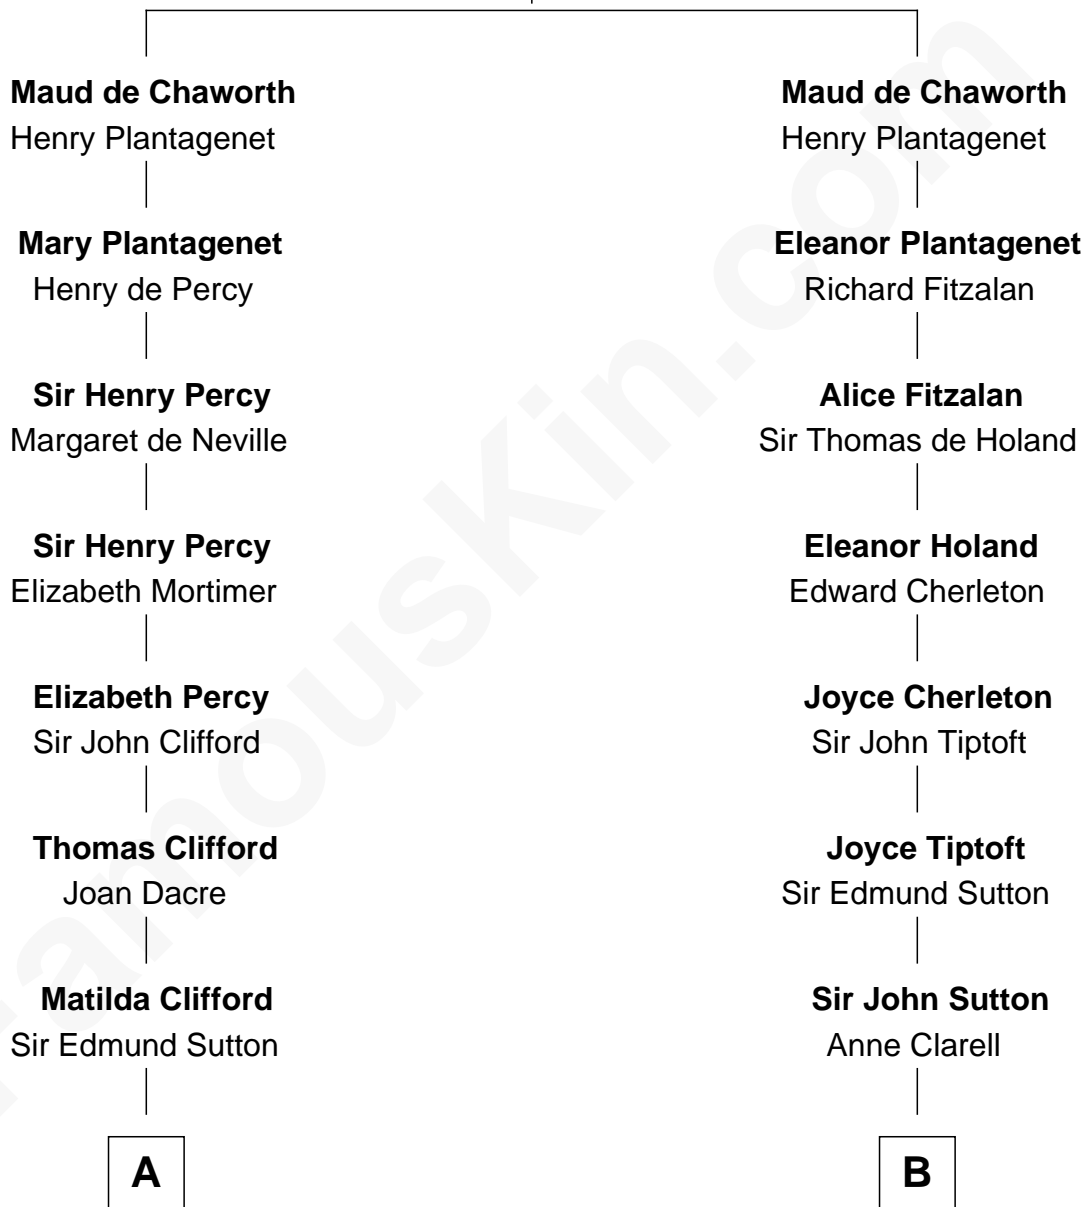 Maud de Chaworth
Henry Plantagenet
Mary Plantagenet
Henry de Percy
Sir Henry Percy
Margaret de Neville
Sir Henry Percy
Elizabeth Mortimer
Elizabeth Percy
Sir John Clifford
Thomas Clifford
Joan Dacre
Matilda Clifford
Sir Edmund Sutton
A
Maud de Chaworth
Henry Plantagenet
Eleanor Plantagenet
Richard Fitzalan
Alice Fitzalan
Sir Thomas de Holand
Eleanor Holand
Edward Cherleton
Joyce Cherleton
Sir John Tiptoft
Joyce Tiptoft
Sir Edmund Sutton
Sir John Sutton
Anne Clarell
B
FamousKin.com